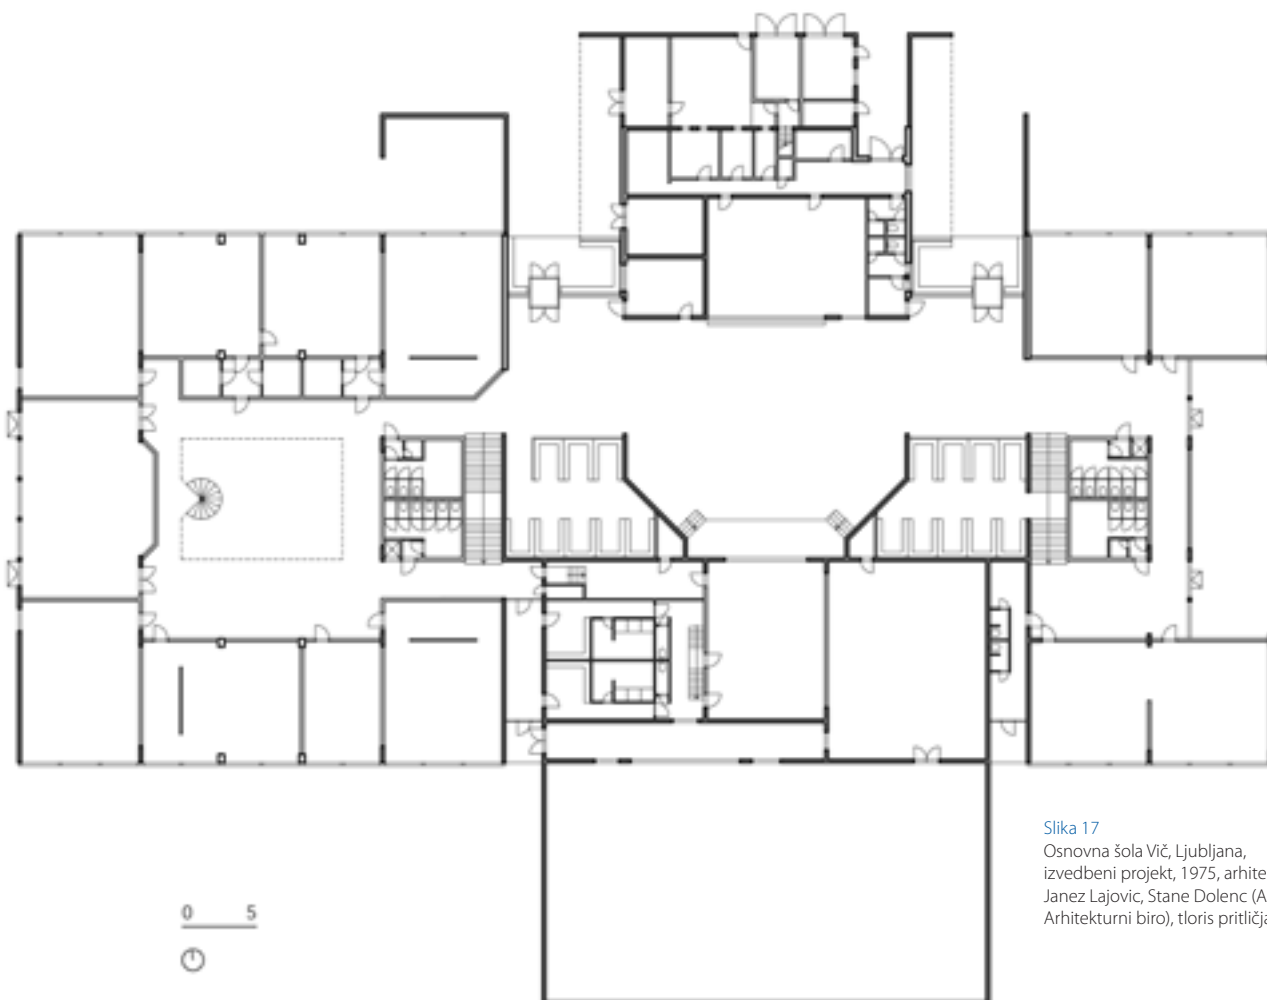 0 5
Slika 17
Osnovna šola Vič, Ljubljana,
izvedbeni projekt, 1975, arhite
Janez Lajovic, Stane Dolenc (A
Arhitekturni biro), tloris pritličja